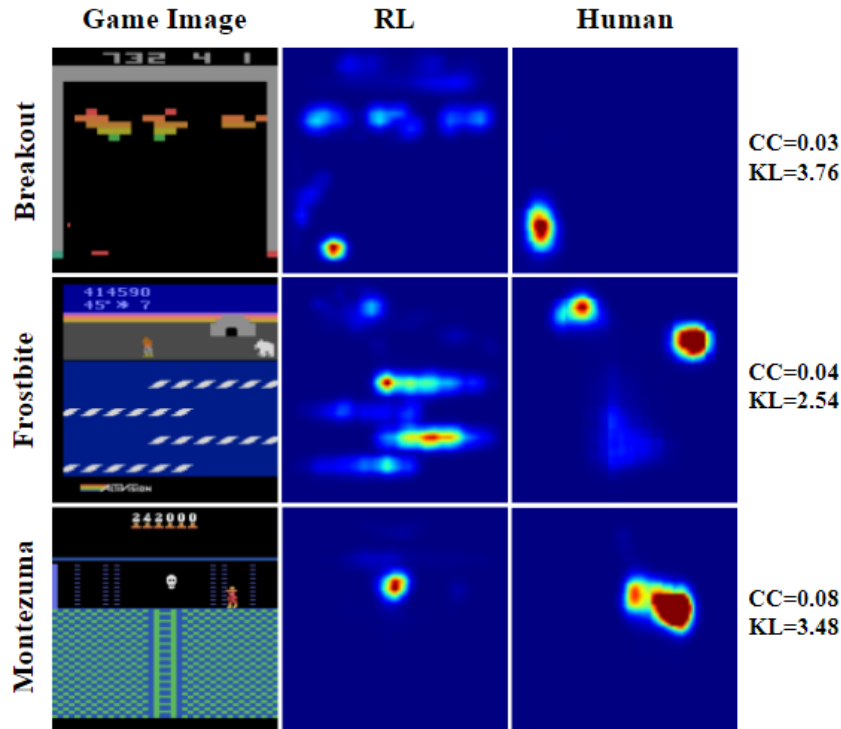 Game Image RL Human
Breakout
732 4 1
CC=0.03
KL=3.76
Frostbite
414590
45° 7
ACTIVISION
CC=0.04
KL=2.54
Montezuma
242000
CC=0.08
KL=3.48